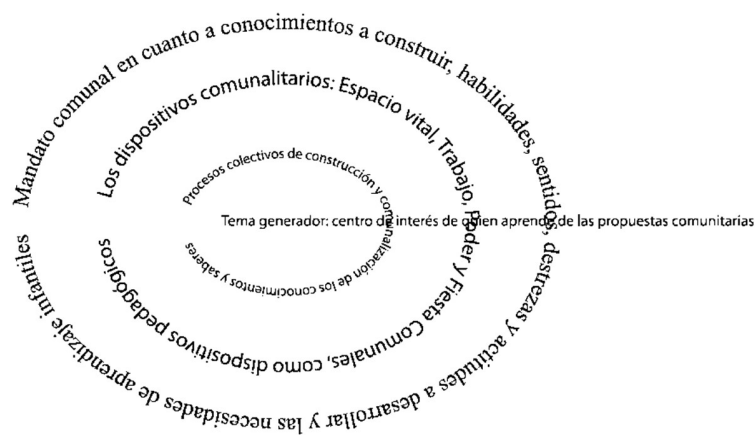 Mandato comunal en cuanto a conocimientos a construir, habilidades, sentidos, destrezas y actitudes a desarrollar y las necesidades de aprendizaje infantiles
Los dispositivos comunalitarios: Espacio vital, Trabajo, Poder y Fiesta Comunales, como dispositivos pedagógicos
Procesos colectivos de construcción y comunalización de los conocimientos y saberes
Tema generador: centro de interés de quien aprende, de las propuestas comunitarias